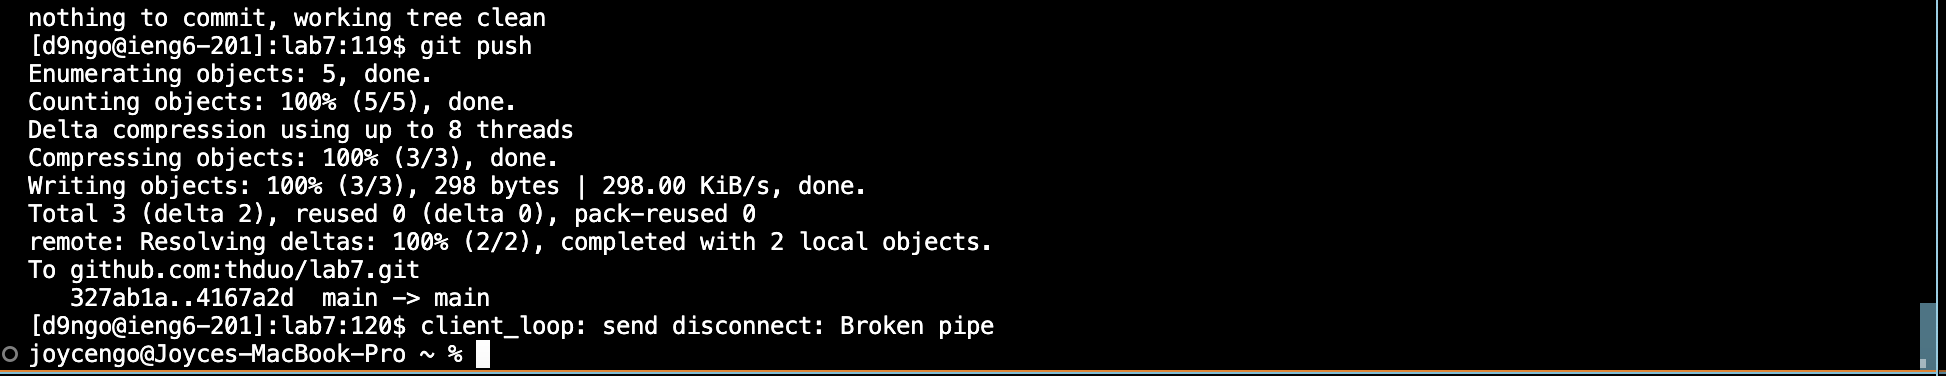 nothing to commit, working tree clean
[d9ngo@ieng6-201]:lab7:119$ git push
Enumerating objects: 5, done.
Counting objects: 100% (5/5), done.
Delta compression using up to 8 threads
Compressing objects: 100% (3/3), done.
Writing objects: 100% (3/3), 298 bytes | 298.00 KiB/s, done.
Total 3 (delta 2), reused 0 (delta 0), pack-reused 0
remote: Resolving deltas: 100% (2/2), completed with 2 local objects.
To github.com:thduo/lab7.git
   327ab1a..4167a2d  main -> main
[d9ngo@ieng6-201]:lab7:120$ client_loop: send disconnect: Broken pipe
joycengo@Joyces-MacBook-Pro ~ %